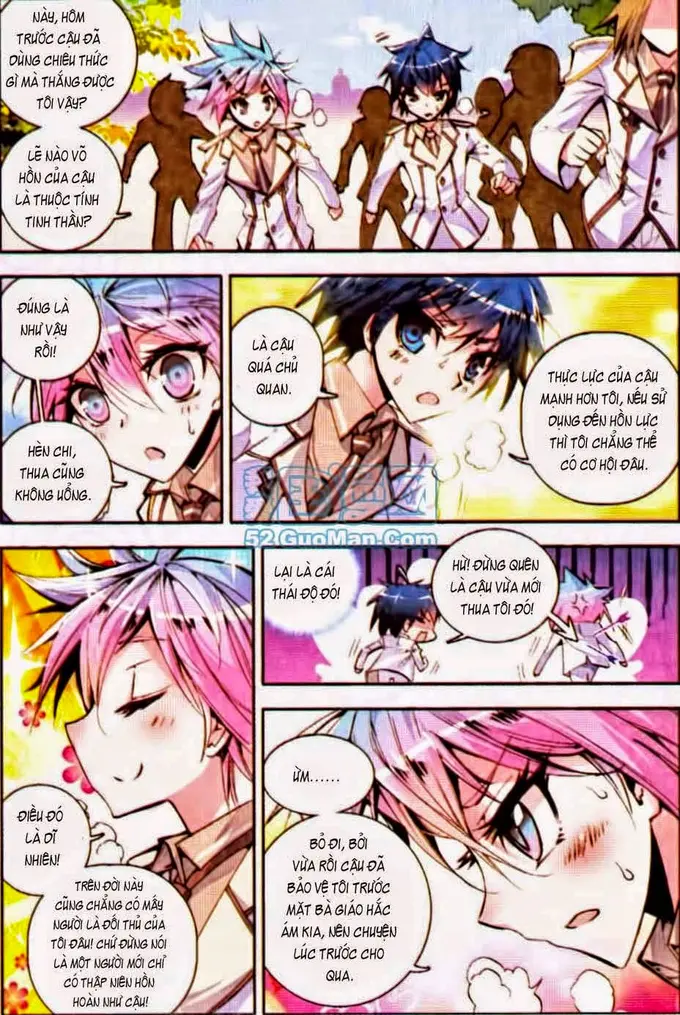 NÀY, HÔM
TRƯỚC CẬU ĐÃ
DÙNG CHIÊU THỨC
GÌ MÀ THẮNG ĐƯỢC
TÔI VẬY?
LẼ NÀO VÕ
HỒN CỦA CẬU
LÀ THUỘC TÍNH
TINH THẦN?
ĐÚNG LÀ
NHƯ VẬY
RỒI!
HÈN CHI,
THUA CŨNG
KHÔNG UỔNG.
LÀ CẬU
QUÁ CHỦ
QUAN.
THỰC LỰC CỦA CẬU
MẠNH HƠN TÔI, NẾU SỬ
DỤNG ĐẾN HỒN LỰC
THÌ TÔI CHẲNG THỂ
CÓ CƠ HỘI ĐÂU.
52GuoMan.Com
LẠI LÀ CÁI
THÁI ĐỘ ĐÓ!
HỪ! ĐỪNG QUÊN
LÀ CẬU VỪA MỚI
THUA TÔI ĐÓ!
ĐIỀU ĐÓ
LÀ DĨ
NHIÊN!
TRÊN ĐỜI NÀY
CŨNG CHẲNG CÓ MẤY
NGƯỜI LÀ ĐỐI THỦ CỦA
TÔI ĐÂU! CHỨ ĐỪNG NÓI
LÀ MỘT NGƯỜI MỚI CHỈ
CÓ THẬP NIÊN HỒN
HOÀN NHƯ CẬU!
ỪM......
BỎ ĐI, BỞI
VỪA RỒI CẬU ĐÃ
BẢO VỆ TÔI TRƯỚC
MẶT BÀ GIÁO HẮC
ÁM KIA, NÊN CHUYỆN
LÚC TRƯỚC CHO
QUA.